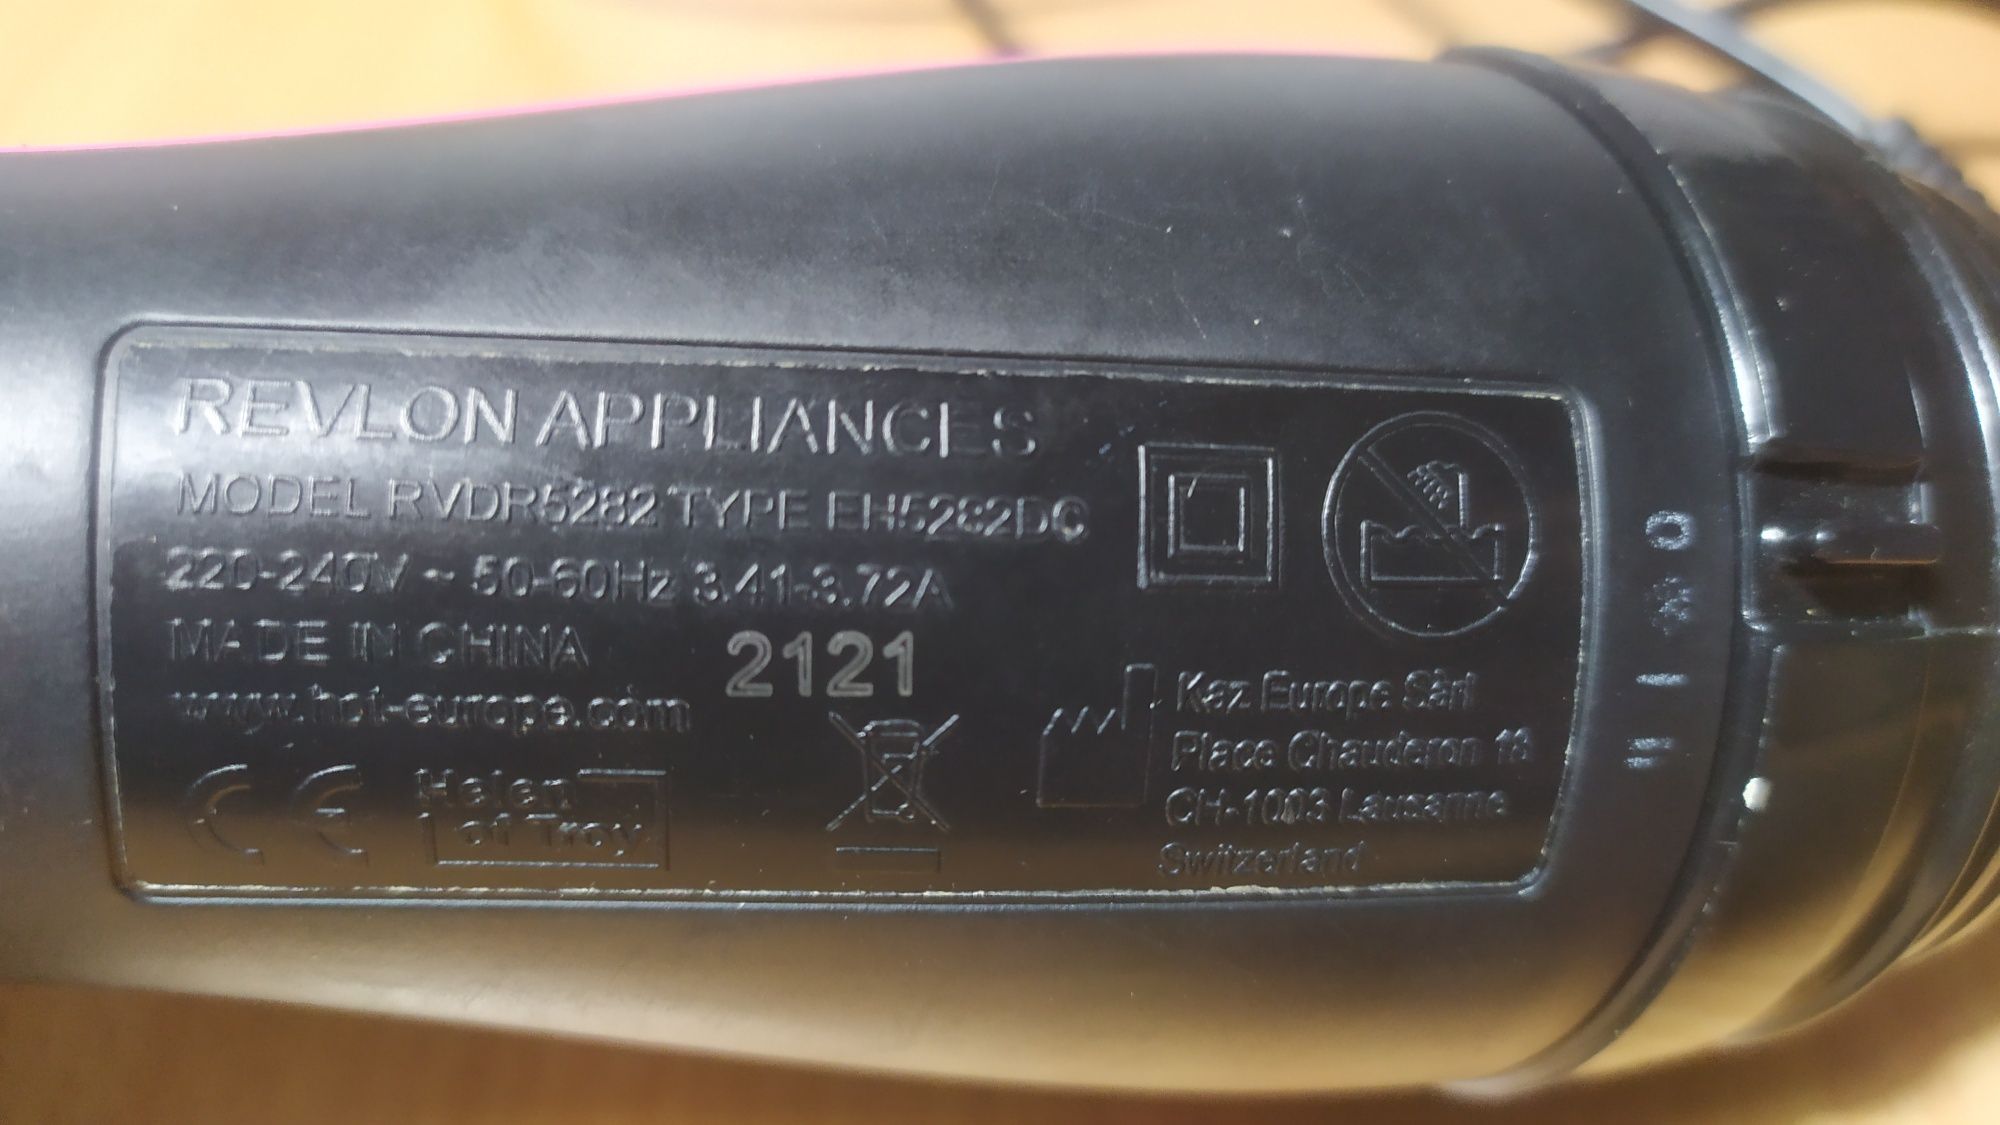 REVLON APPLIANCES
MODEL RVDR5282 TYPE EH5282DC
220-240V ~ 50-60Hz 3.41-3.72A
MADE IN CHINA
2121
www.hot-europe.com
CE
Helen
of Troy
Kaz Europe Sàrl
Place Chauderon 18
CH-1003 Lausanne
Switzerland
0
I
II